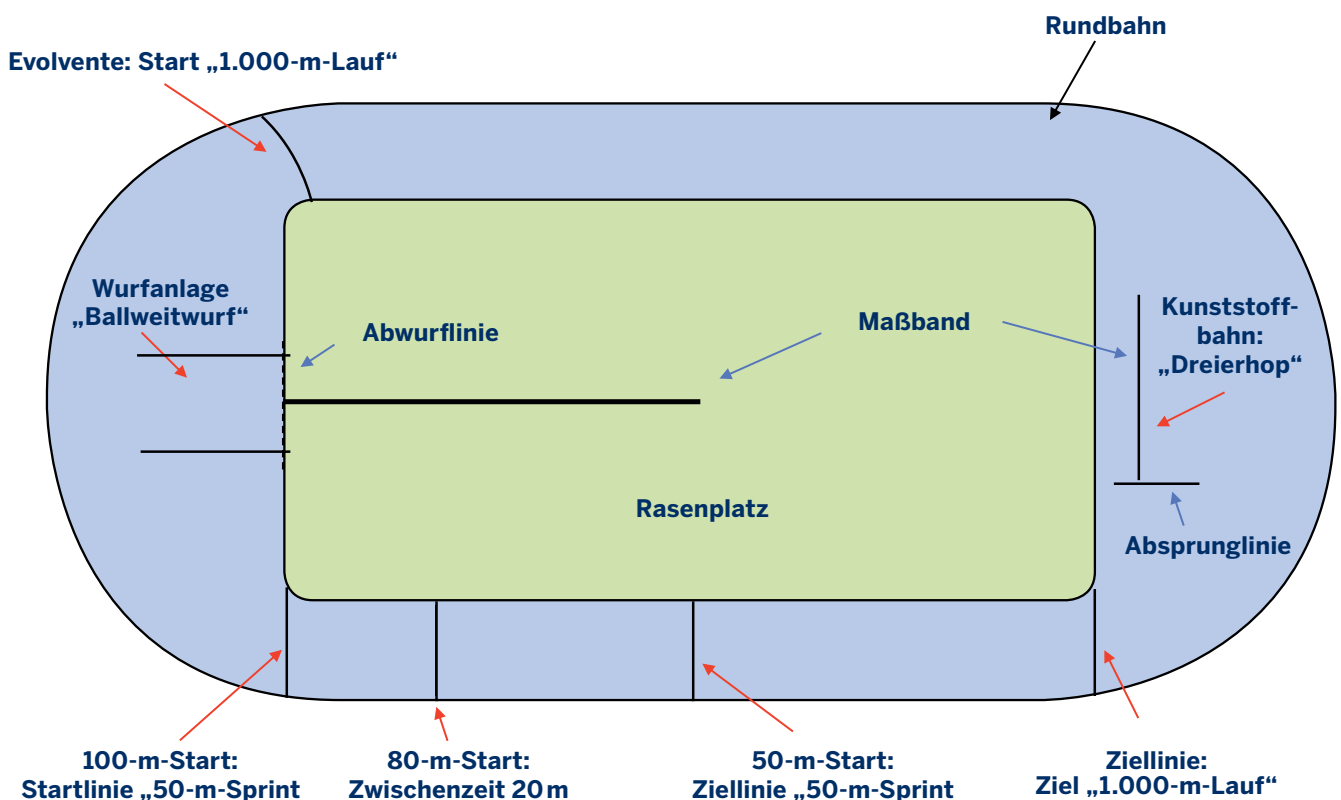 Rundbahn
Evolvente: Start „1.000-m-Lauf“
Wurfanlage
„Ballweitwurf“
Abwurflinie
Maßband
Kunststoff-
bahn:
„Dreierhop“
Rasenplatz
Absprunglinie
100-m-Start:
Startlinie „50-m-Sprint
80-m-Start:
Zwischenzeit 20 m
50-m-Start:
Ziellinie „50-m-Sprint
Ziellinie:
Ziel „1.000-m-Lauf“